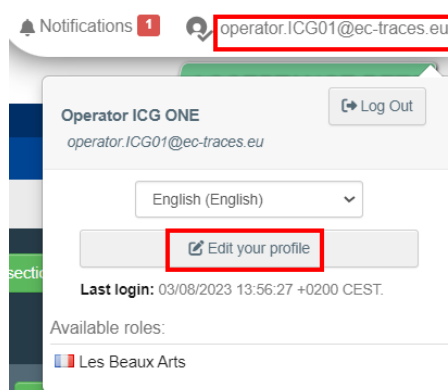 Notifications 1 operator.ICG01@ec-traces.eu
Operator ICG ONE
Log Out
operator.ICG01@ec-traces.eu
English (English)
Edit your profile
Last login: 03/08/2023 13:56:27 +0200 CEST.
Available roles:
Les Beaux Arts